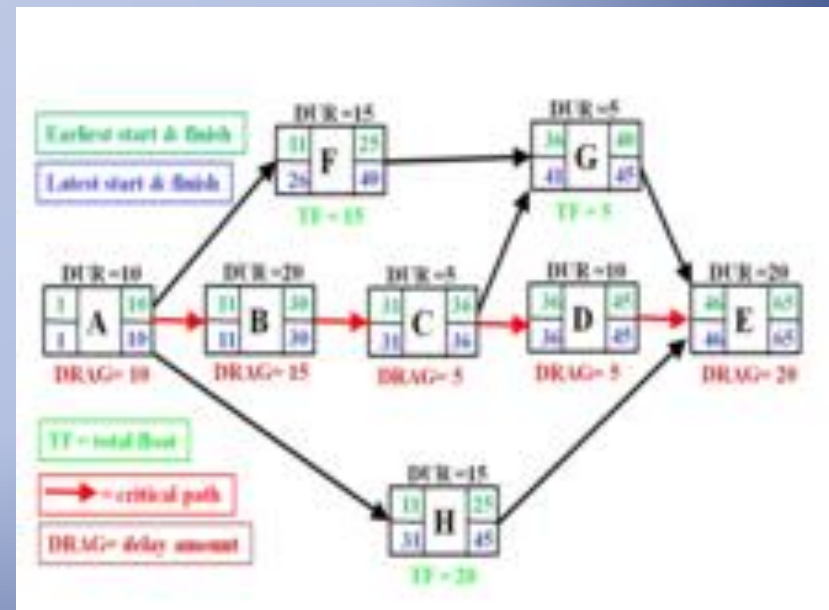 DUR =15
DUR =5
Earliest start & finish
11 F 25
36 G 40
Latest start & finish
26 40
41 45
TF = 15
TF = 5
DUR=10
DUR =20
DUR=5
DUR=10
DUR=20
1 A 10
11 B 30
31 C 36
36 D 45
46 E 65
1 10
11 30
31 36
36 45
46 65
DRAG= 10
DRAG= 15
DRAG= 5
DRAG= 5
DRAG= 20
TF = total float
DUR=15
= critical path
11 H 25
31 45
DRAG= delay amount
TF = 20